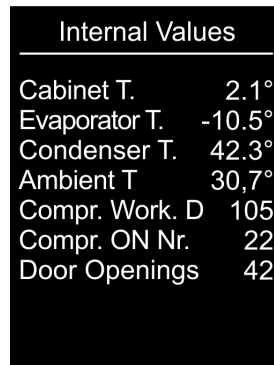 Internal Values
Cabinet T. 2.1°
Evaporator T. -10.5°
Condenser T. 42.3°
Ambient T 30,7°
Compr. Work. D 105
Compr. ON Nr. 22
Door Openings 42